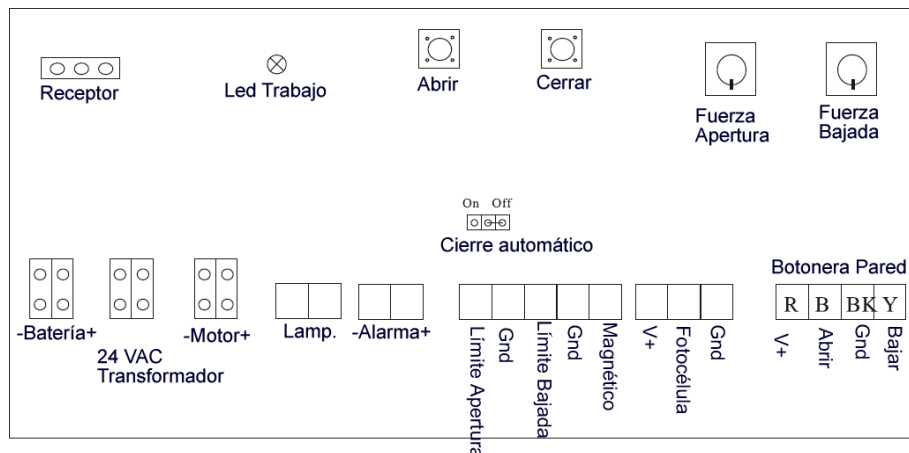 Receptor
Led Trabajo
Abrir
Cerrar
Fuerza
Apertura
Fuerza
Bajada
On Off
Cierre automático
-Batería+
24 VAC
Transformador
-Motor+
Lamp.
-Alarma+
Límite Apertura
Gnd
Límite Bajada
Gnd
Magnético
V+
Fotocélula
Gnd
Botonera Pared
R B BK Y
V+
Abrir
Gnd
Bajar